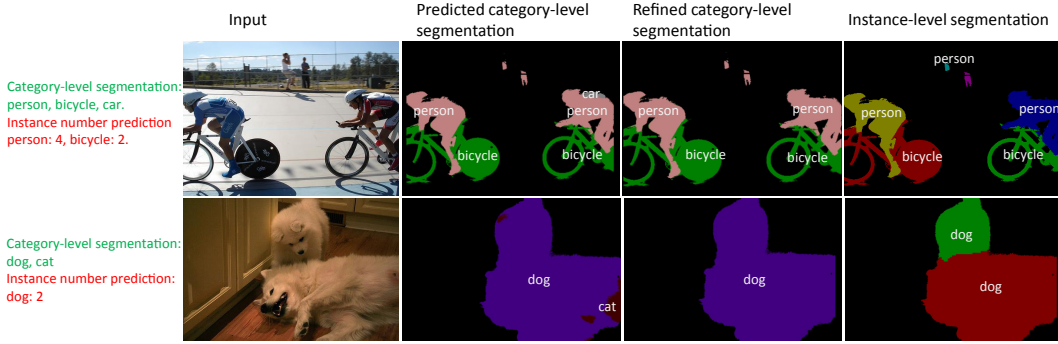 Input
Predicted category-level
segmentation
Refined category-level
segmentation
Instance-level segmentation
Category-level segmentation:
person, bicycle, car.
Instance number prediction
person: 4, bicycle: 2.
person
bicycle
car
person
bicycle
person
bicycle
person
bicycle
person
person
bicycle
person
bicycle
Category-level segmentation:
dog, cat
Instance number prediction:
dog: 2
dog
cat
dog
dog
dog